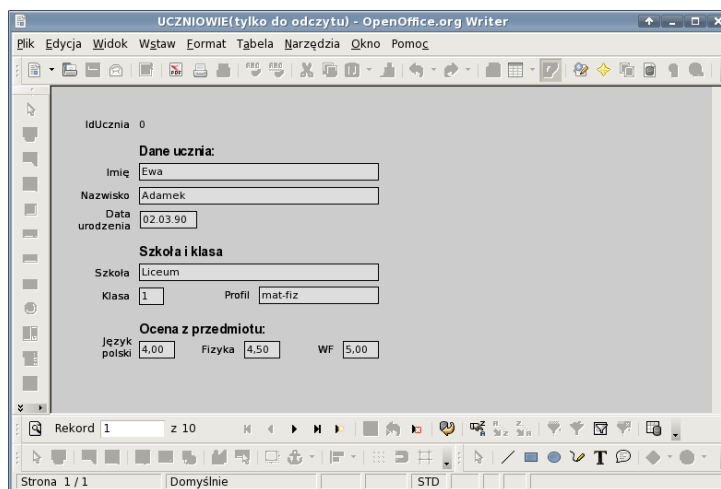 UCZNIOWIE(tylko do odczytu) - OpenOffice.org Writer
Plik Edycja Widok Wstaw Format Tabela Narzędzia Okno Pomoc
IdUcznia 0
Dane ucznia:
Imię Ewa
Nazwisko Adamek
Data
urodzenia 02.03.90
Szkoła i klasa
Szkoła Liceum
Klasa 1 Profil mat-fiz
Ocena z przedmiotu:
Język
polski 4,00 Fizyka 4,50 WF 5,00
Rekord 1 z 10
Strona 1 / 1 Domyślnie STD